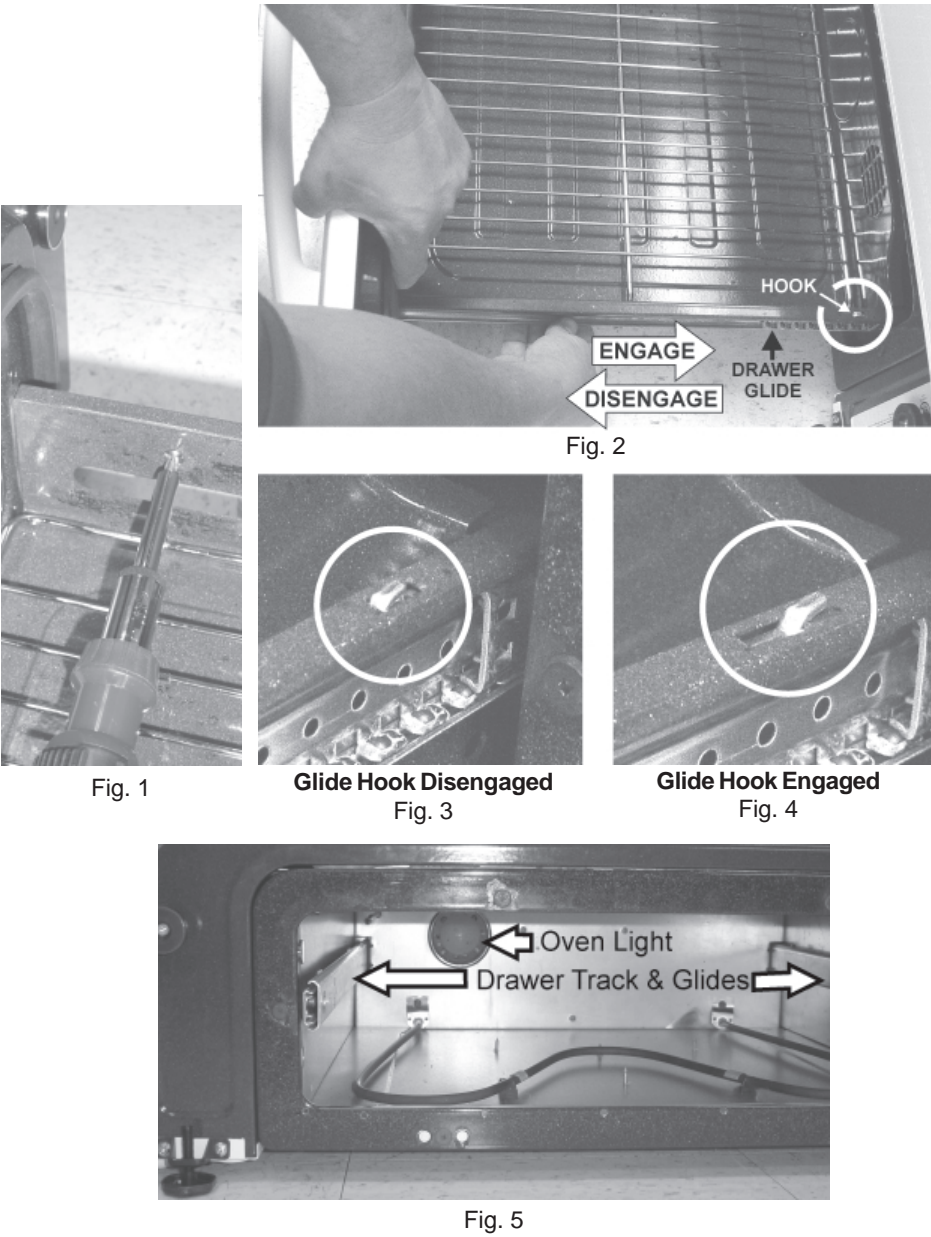 HOOK
ENGAGE
DRAWER
GLIDE
DISENGAGE
Fig. 2
Fig. 1
Glide Hook Disengaged
Fig. 3
Glide Hook Engaged
Fig. 4
Oven Light
Drawer Track & Glides
Fig. 5